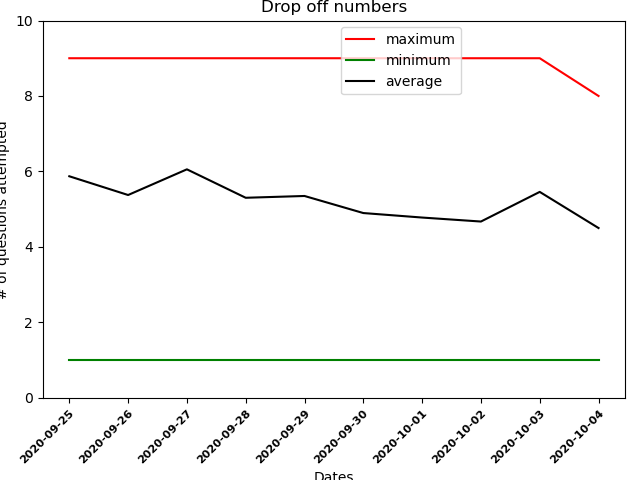 Drop off numbers
maximum
minimum
average
# of questions attempted
10
8
6
4
2
0
2020-09-25
2020-09-26
2020-09-27
2020-09-28
2020-09-29
2020-09-30
2020-10-01
2020-10-02
2020-10-03
2020-10-04
Dates